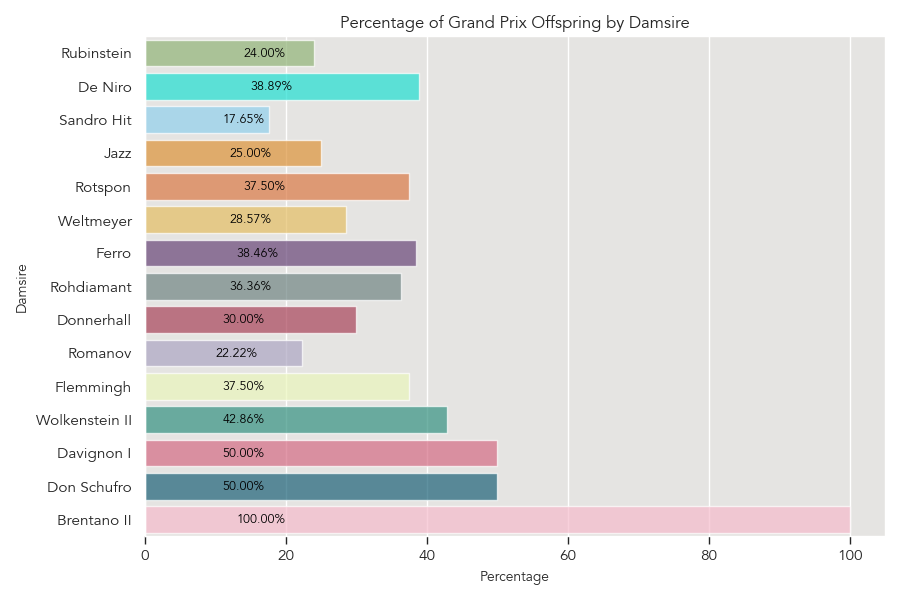 Percentage of Grand Prix Offspring by Damsire
Rubinstein 24.00%
De Niro 38.89%
Sandro Hit 17.65%
Jazz 25.00%
Rotspon 37.50%
Weltmeyer 28.57%
Ferro 38.46%
Rohdiamant 36.36%
Donnerhall 30.00%
Romanov 22.22%
Flemmingh 37.50%
Wolkenstein II 42.86%
Davignon I 50.00%
Don Schufro 50.00%
Brentano II 100.00%
Damsire
0 20 40 60 80 100
Percentage